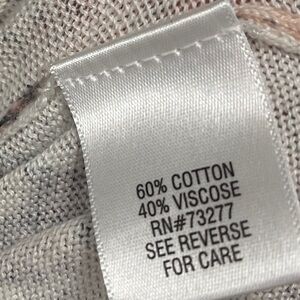 60% COTTON
40% VISCOSE
RN#73277
SEE REVERSE
FOR CARE